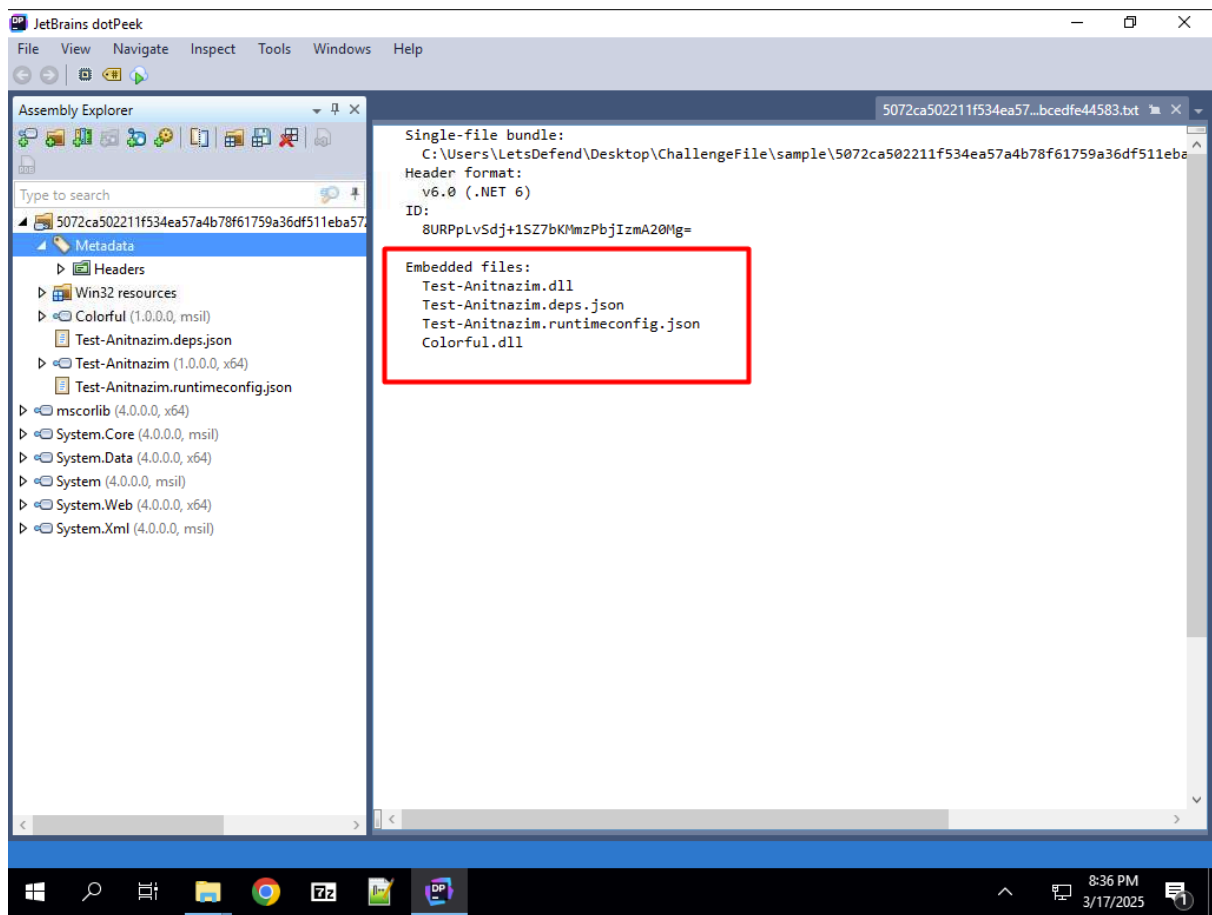 JetBrains dotPeek
File View Navigate Inspect Tools Windows Help
Assembly Explorer
5072ca502211f534ea57...bcedfe44583.txt
Type to search
5072ca502211f534ea57a4b78f61759a36df511eba572
Metadata
Headers
Win32 resources
Colorful (1.0.0.0, msil)
Test-Anitnazim.deps.json
Test-Anitnazim (1.0.0.0, x64)
Test-Anitnazim.runtimeconfig.json
mscorlib (4.0.0.0, x64)
System.Core (4.0.0.0, msil)
System.Data (4.0.0.0, x64)
System (4.0.0.0, msil)
System.Web (4.0.0.0, x64)
System.Xml (4.0.0.0, msil)
Single-file bundle:
C:\Users\LetsDefend\Desktop\ChallengeFile\sample\5072ca502211f534ea57a4b78f61759a36df511eba
Header format:
v6.0 (.NET 6)
ID:
8URPpLvSdj+1SZ7bKMmzPbjIzmA20Mg=
Embedded files:
Test-Anitnazim.dll
Test-Anitnazim.deps.json
Test-Anitnazim.runtimeconfig.json
Colorful.dll
8:36 PM
3/17/2025